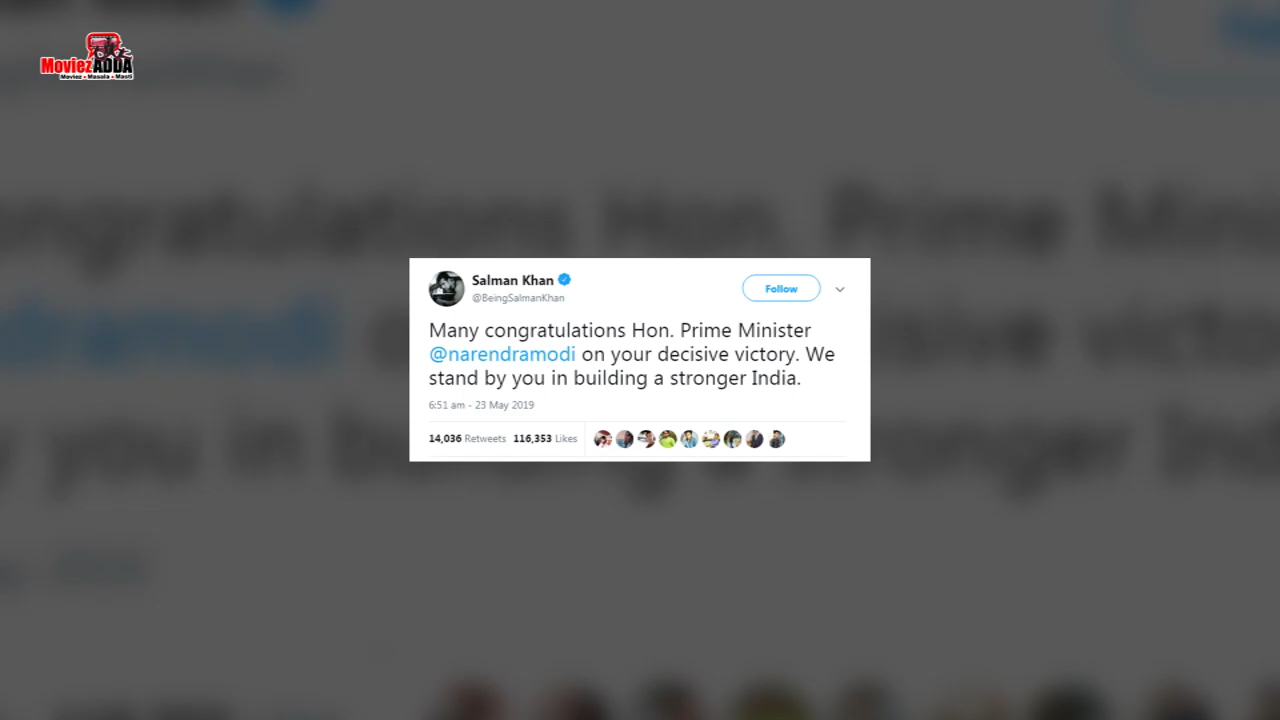 MoviezADDA
Moviez - Masala - Masti
Salman Khan
@BeingSalmanKhan
Follow
Many congratulations Hon. Prime Minister
@narendramodi on your decisive victory. We
stand by you in building a stronger India.
6:51 am - 23 May 2019
14,036 Retweets 116,353 Likes